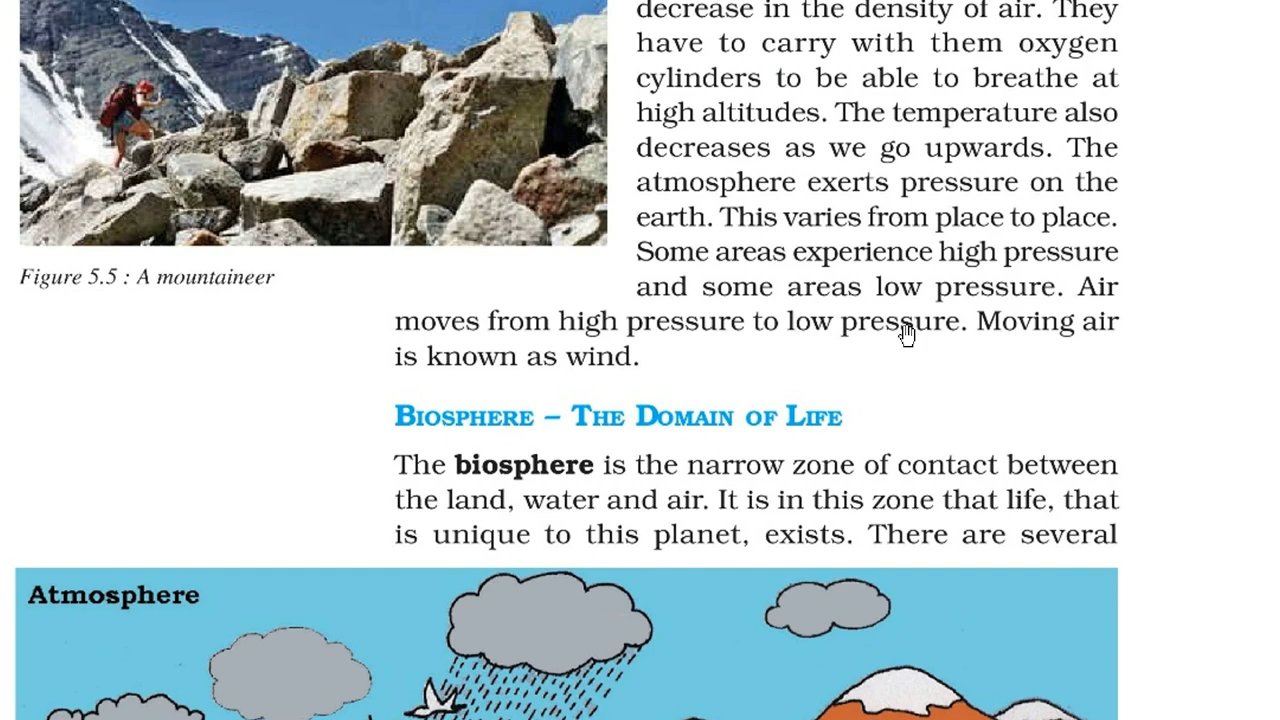 decrease in the density of air. They
have to carry with them oxygen
cylinders to be able to breathe at
high altitudes. The temperature also
decreases as we go upwards. The
atmosphere exerts pressure on the
earth. This varies from place to place.
Some areas experience high pressure
and some areas low pressure. Air
moves from high pressure to low pressure. Moving air
is known as wind.
Figure 5.5 : A mountaineer
BIOSPHERE – THE DOMAIN OF LIFE
The biosphere is the narrow zone of contact between
the land, water and air. It is in this zone that life, that
is unique to this planet, exists. There are several
Atmosphere